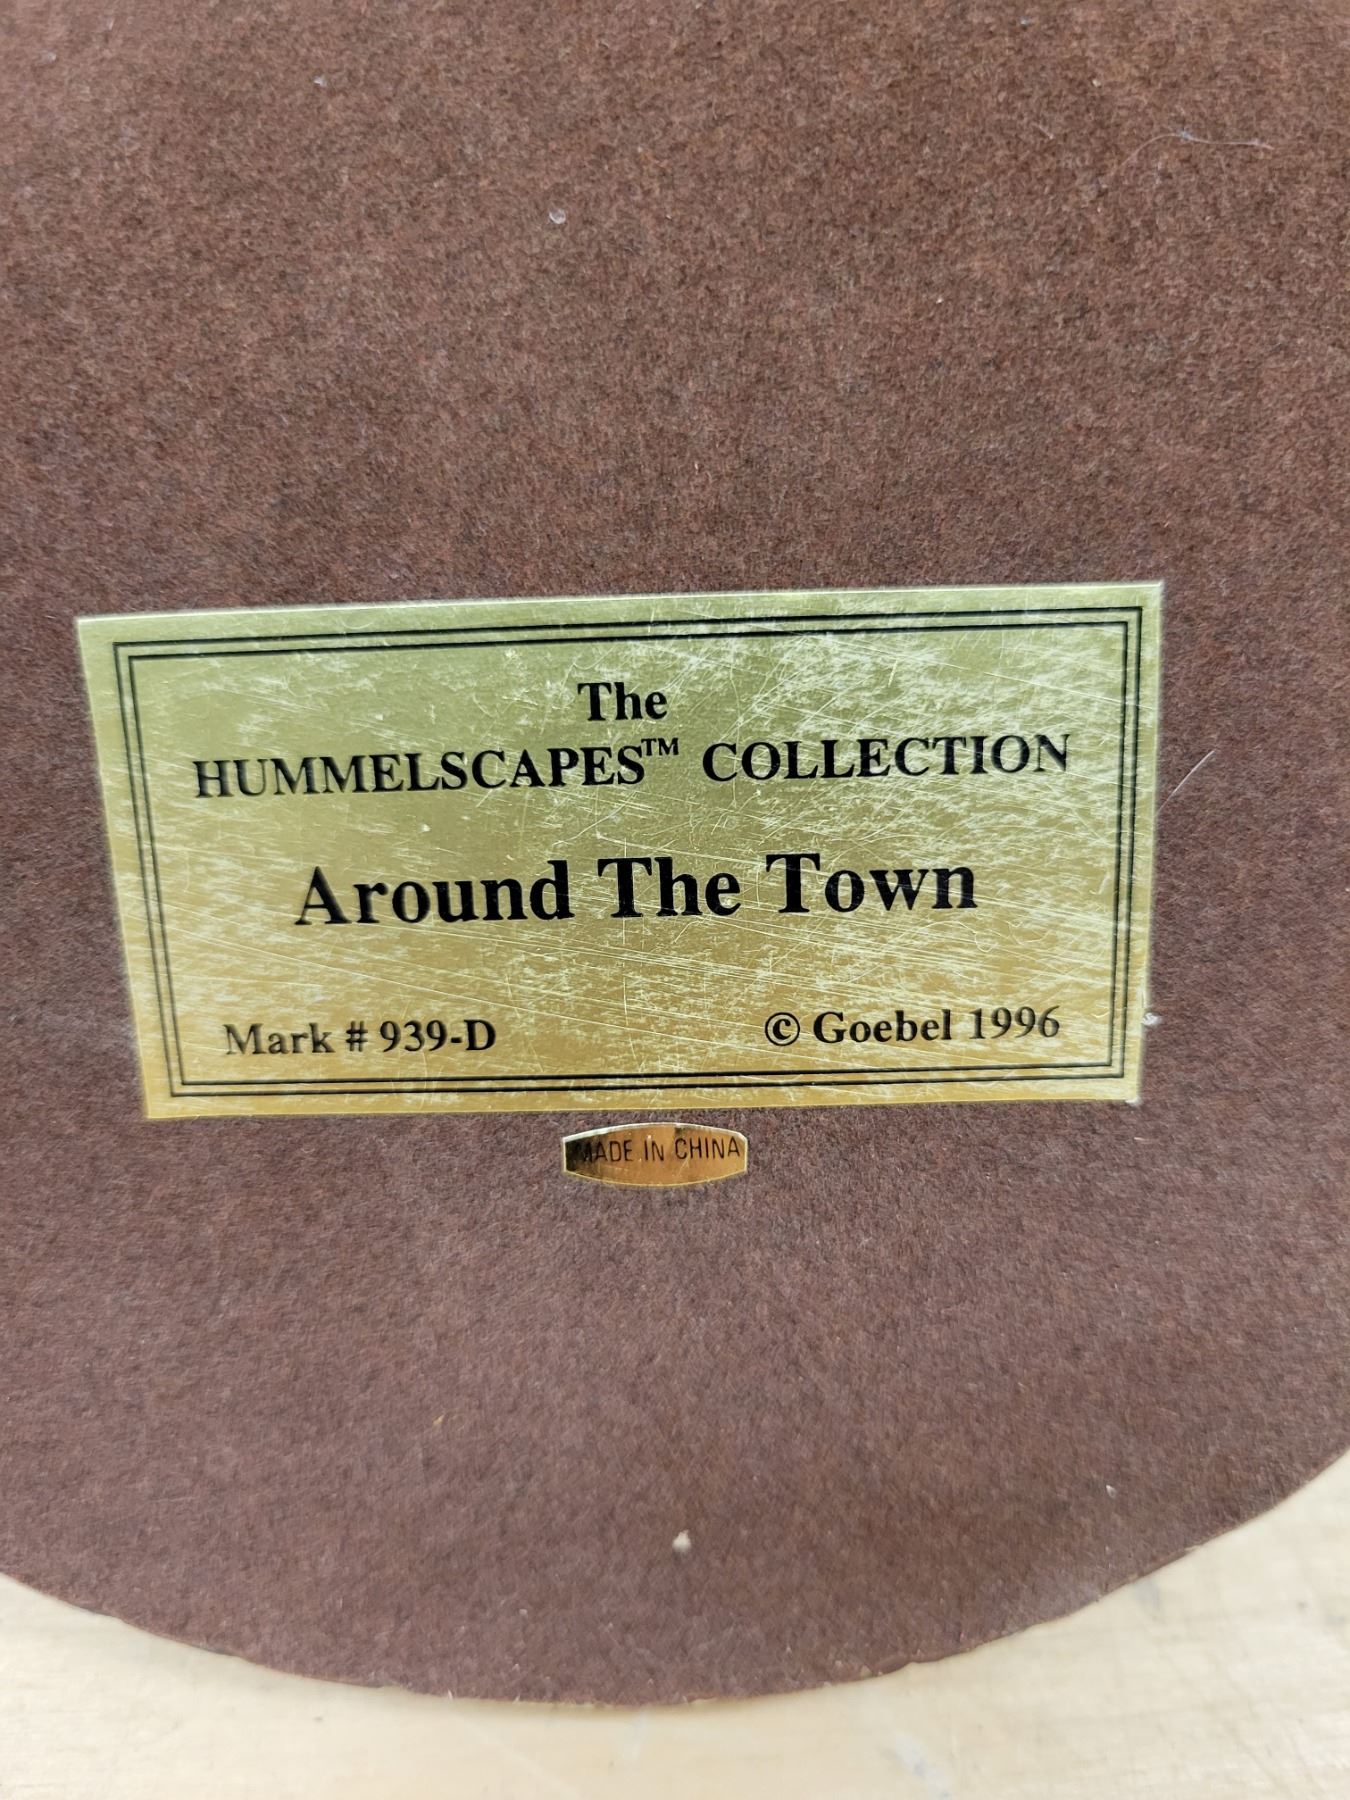 The
HUMMELSCAPES™ COLLECTION
Around The Town
Mark # 939-D © Goebel 1996
MADE IN CHINA